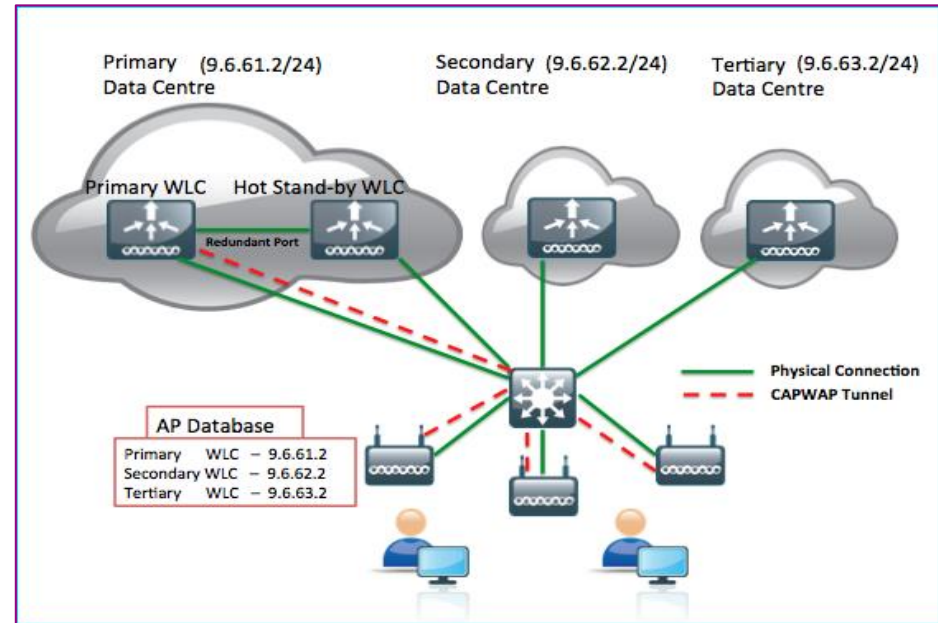 Primary (9.6.61.2/24)
Data Centre
Secondary (9.6.62.2/24)
Data Centre
Tertiary (9.6.63.2/24)
Data Centre
Primary WLC
Hot Stand-by WLC
Redundant Port
Physical Connection
CAPWAP Tunnel
AP Database
Primary WLC – 9.6.61.2
Secondary WLC – 9.6.62.2
Tertiary WLC – 9.6.63.2